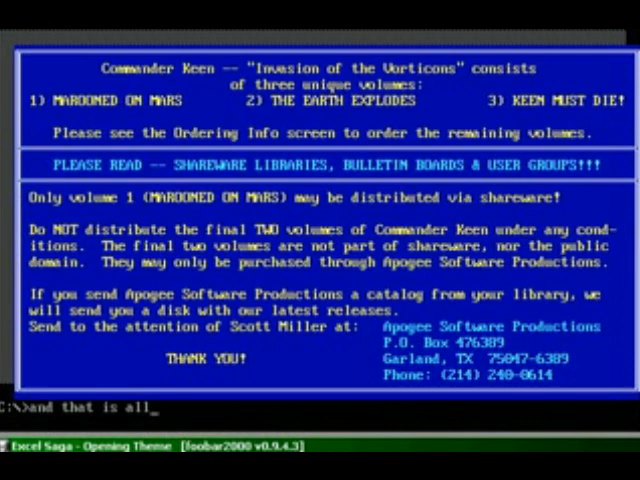 Commander Keen -- "Invasion of the Vorticons" consists
of three unique volumes:
1) MAROONED ON MARS 2) THE EARTH EXPLODES 3) KEEN MUST DIE!
Please see the Ordering Info screen to order the remaining volumes.
PLEASE READ -- SHAREWARE LIBRARIES, BULLETIN BOARDS & USER GROUPS!!!
Only volume 1 (MAROONED ON MARS) may be distributed via shareware!
Do NOT distribute the final TWO volumes of Commander Keen under any cond-
itions. The final two volumes are not part of shareware, nor the public
domain. They may only be purchased through Apogee Software Productions.
If you send Apogee Software Productions a catalog from your library, we
will send you a disk with our latest releases.
Send to the attention of Scott Miller at: Apogee Software Productions
P.O. Box 476389
THANK YOU! Garland, TX 75047-6389
Phone: (214) 240-0614
C:\>and that is all_
Excel Saga - Opening Theme [foobar2000 v0.9.4.3]